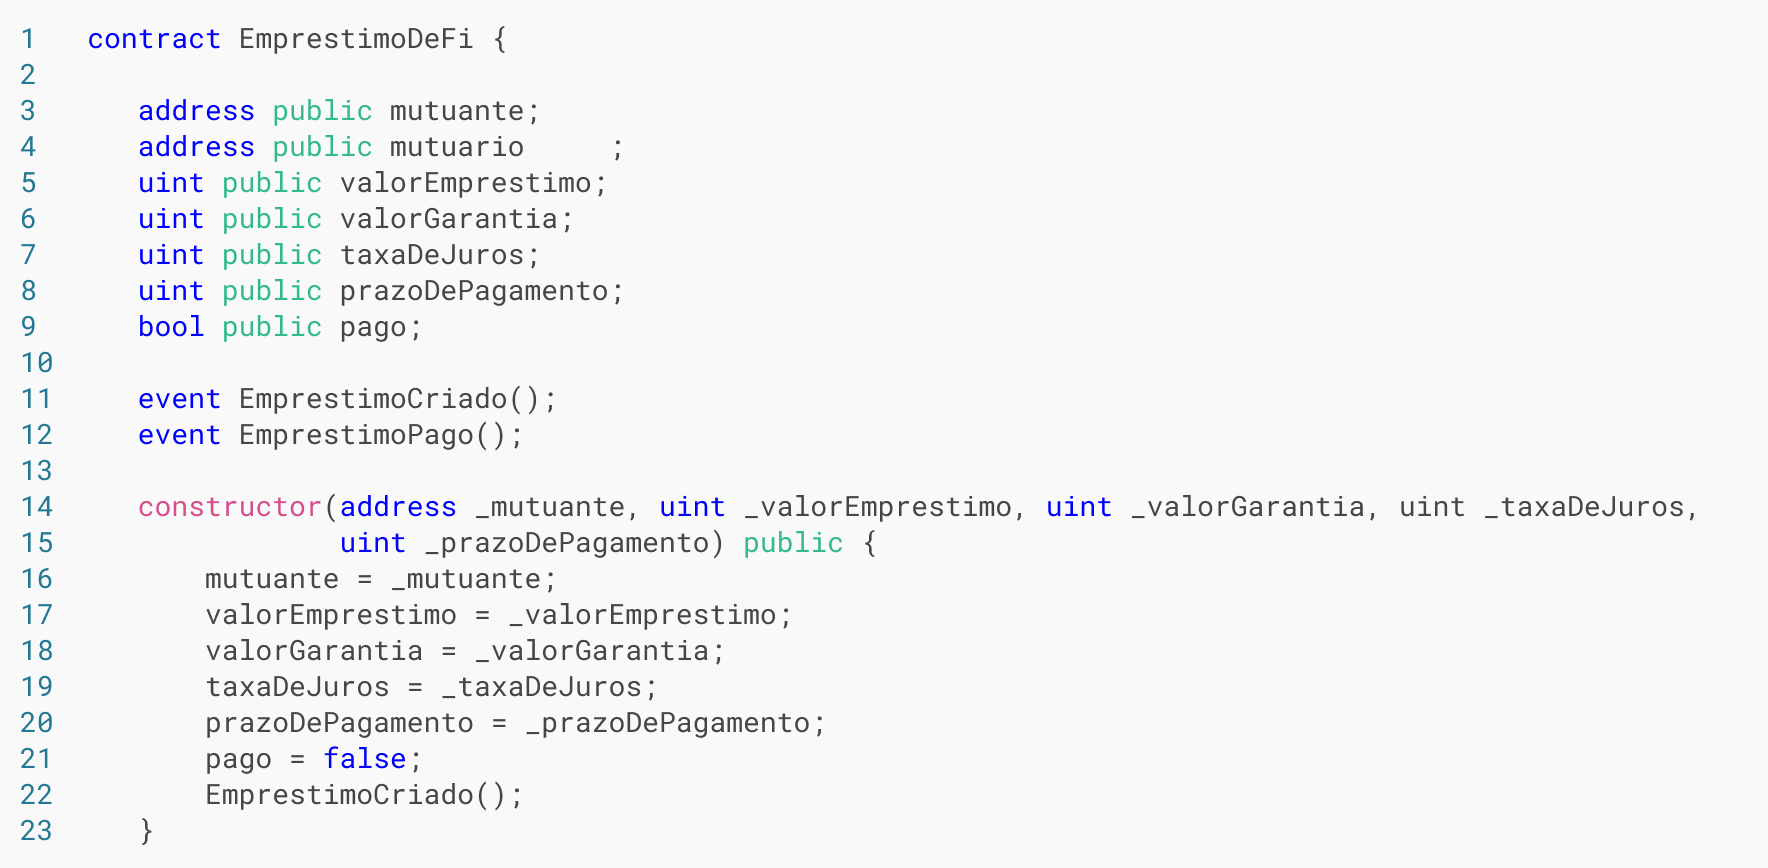 1 contract EmprestimoDeFi {
2
3 address public mutuante;
4 address public mutuario ;
5 uint public valorEmprestimo;
6 uint public valorGarantia;
7 uint public taxaDeJuros;
8 uint public prazoDePagamento;
9 bool public pago;
10
11 event EmprestimoCriado();
12 event EmprestimoPago();
13
14 constructor(address _mutuante, uint _valorEmprestimo, uint _valorGarantia, uint _taxaDeJuros,
15 uint _prazoDePagamento) public {
16 mutuante = _mutuante;
17 valorEmprestimo = _valorEmprestimo;
18 valorGarantia = _valorGarantia;
19 taxaDeJuros = _taxaDeJuros;
20 prazoDePagamento = _prazoDePagamento;
21 pago = false;
22 EmprestimoCriado();
23 }